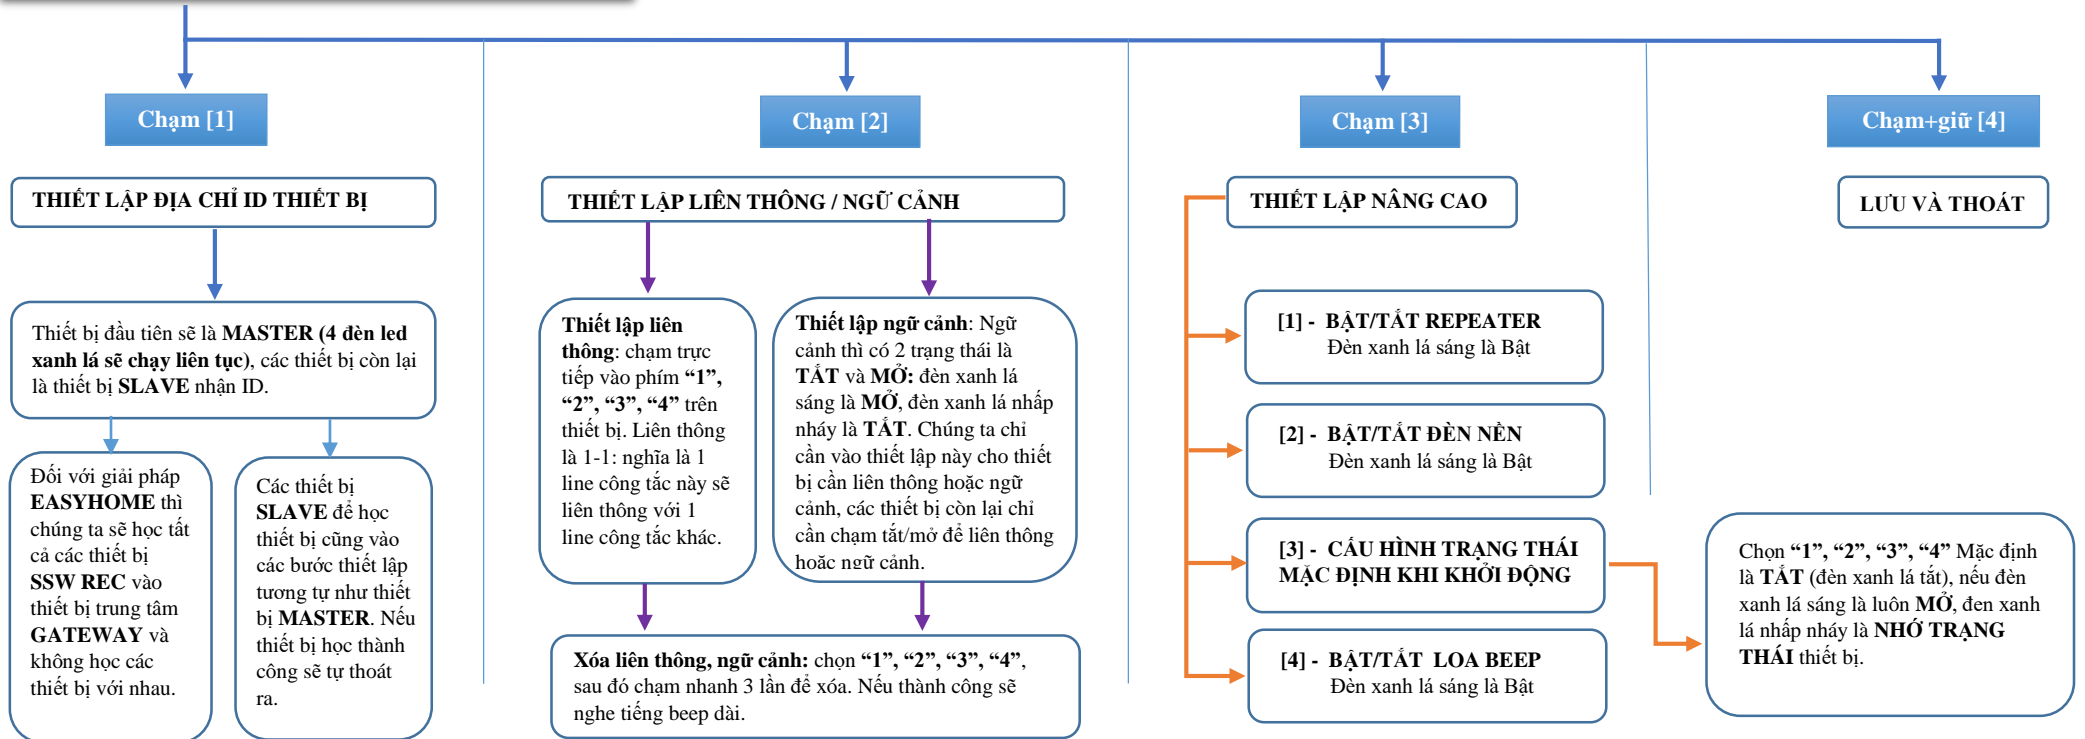 Chạm [1]
Chạm [2]
Chạm [3]
Chạm+giữ [4]
THIẾT LẬP ĐỊA CHỈ ID THIẾT BỊ
Thiết bị đầu tiên sẽ là MASTER (4 đèn led
xanh lá sẽ chạy liên tục), các thiết bị còn lại
là thiết bị SLAVE nhận ID.
Đối với giải pháp
EASYHOME thì
chúng ta sẽ học tất
cả các thiết bị
SSW REC vào
thiết bị trung tâm
GATEWAY và
không học các
thiết bị với nhau.
Các thiết bị
SLAVE để học
thiết bị cũng vào
các bước thiết lập
tương tự như thiết
bị MASTER. Nếu
thiết bị học thành
công sẽ tự thoát
ra.
THIẾT LẬP LIÊN THÔNG / NGỮ CẢNH
Thiết lập liên
thông: chạm trực
tiếp vào phím “1”,
“2”, “3”, “4” trên
thiết bị. Liên thông
là 1-1: nghĩa là 1
line công tắc này sẽ
liên thông với 1
line công tắc khác.
Thiết lập ngữ cảnh: Ngữ
cảnh thì có 2 trạng thái là
TẮT và MỞ: đèn xanh lá
sáng là MỞ, đèn xanh lá nhấp
nháy là TẮT. Chúng ta chỉ
cần vào thiết lập này cho thiết
bị cần liên thông hoặc ngữ
cảnh, các thiết bị còn lại chỉ
cần chạm tắt/mở để liên thông
hoặc ngữ cảnh.
Xóa liên thông, ngữ cảnh: chọn “1”, “2”, “3”, “4”,
sau đó chạm nhanh 3 lần để xóa. Nếu thành công sẽ
nghe tiếng beep dài.
THIẾT LẬP NÂNG CAO
[1] - BẬT/TẮT REPEATER
Đèn xanh lá sáng là Bật
[2] - BẬT/TẮT ĐÈN NỀN
Đèn xanh lá sáng là Bật
[3] - CẤU HÌNH TRẠNG THÁI
MẶC ĐỊNH KHI KHỞI ĐỘNG
[4] - BẬT/TẮT LOA BEEP
Đèn xanh lá sáng là Bật
LƯU VÀ THOÁT
Chọn “1”, “2”, “3”, “4” Mặc định
là TẮT (đèn xanh lá tắt), nếu đèn
xanh lá sáng là luôn MỞ, đen xanh
lá nhấp nháy là NHỚ TRẠNG
THÁI thiết bị.